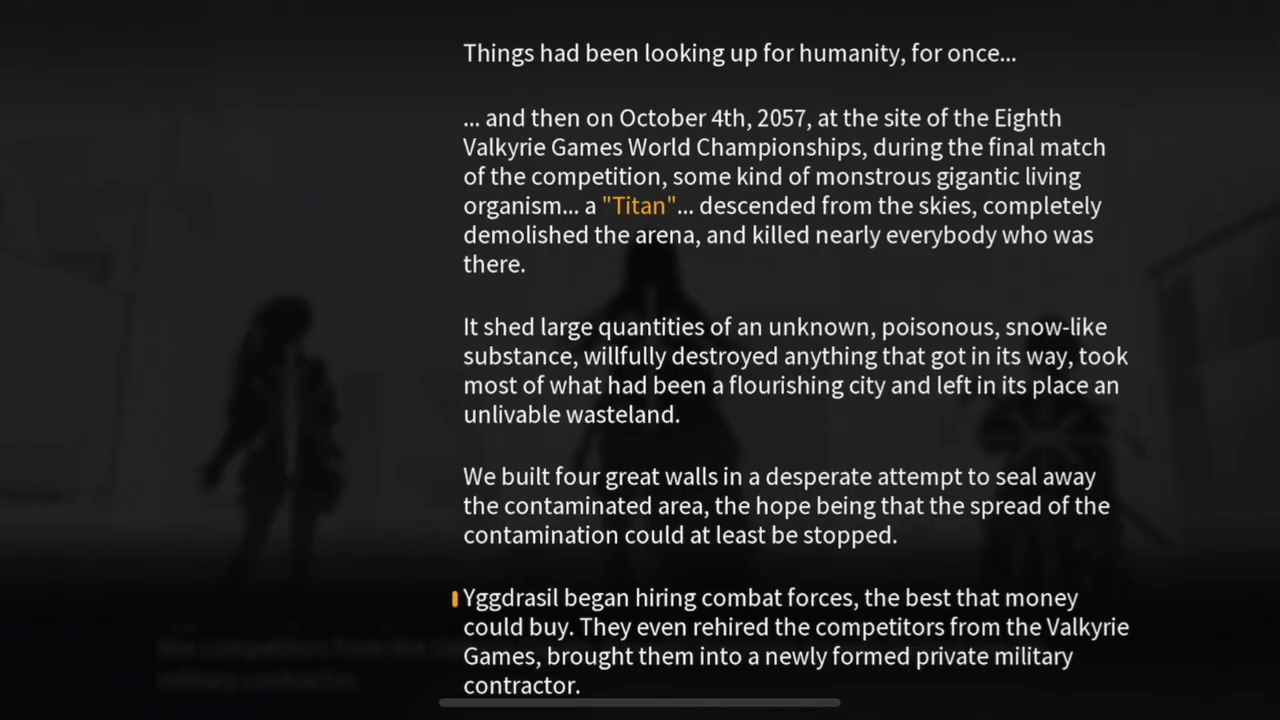 Things had been looking up for humanity, for once...
... and then on October 4th, 2057, at the site of the Eighth
Valkyrie Games World Championships, during the final match
of the competition, some kind of monstrous gigantic living
organism... a "Titan"... descended from the skies, completely
demolished the arena, and killed nearly everybody who was
there.
It shed large quantities of an unknown, poisonous, snow-like
substance, willfully destroyed anything that got in its way, took
most of what had been a flourishing city and left in its place an
unlivable wasteland.
We built four great walls in a desperate attempt to seal away
the contaminated area, the hope being that the spread of the
contamination could at least be stopped.
Yggdrasil began hiring combat forces, the best that money
could buy. They even rehired the competitors from the Valkyrie
Games, brought them into a newly formed private military
contractor.
the competitors from the
military contractor.